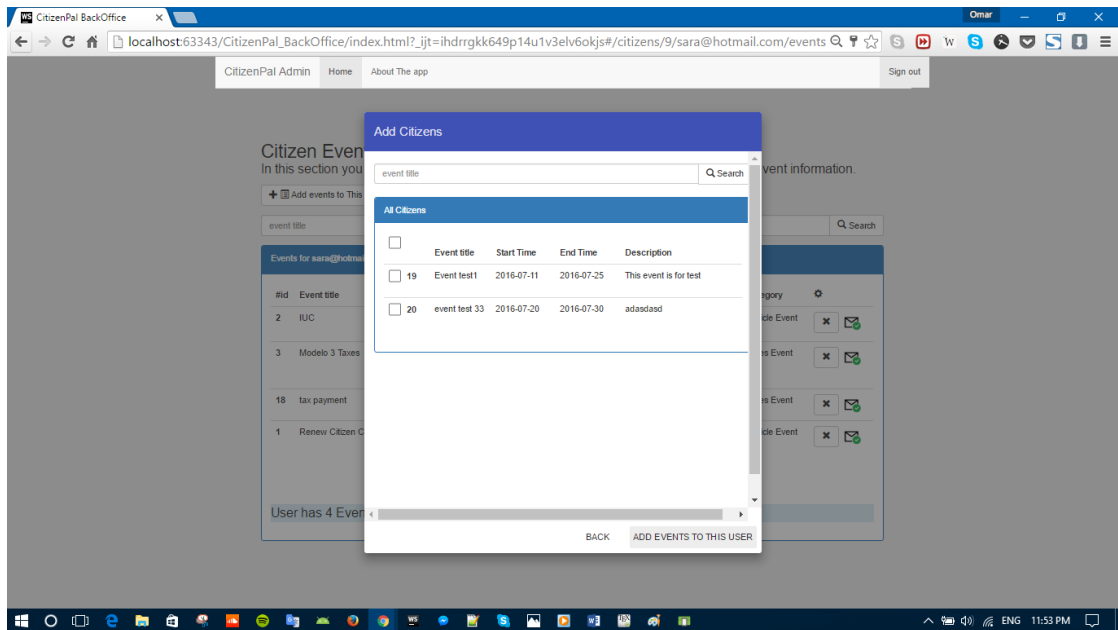 WS CitizenPal BackOffice
Omar
localhost:63343/CitizenPal_BackOffice/index.html?_ijt=ihdrrgkk649p14u1v3elv6okjs#/citizens/9/sara@hotmail.com/events
CitizenPal Admin Home About The app Sign out
Add Citizens
Citizen Even
In this section you vent information.
event title Search
Add events to This
All Citizens
event title Search
Event title Start Time End Time Description
Events for sara@hotmai
19 Event test1 2016-07-11 2016-07-25 This event is for test
#id Event title egory
20 event test 33 2016-07-20 2016-07-30 adasdasd
2 IUC icle Event
3 Modelo 3 Taxes es Event
18 tax payment es Event
1 Renew Citizen C icle Event
User has 4 Even
BACK ADD EVENTS TO THIS USER
ENG 11:53 PM